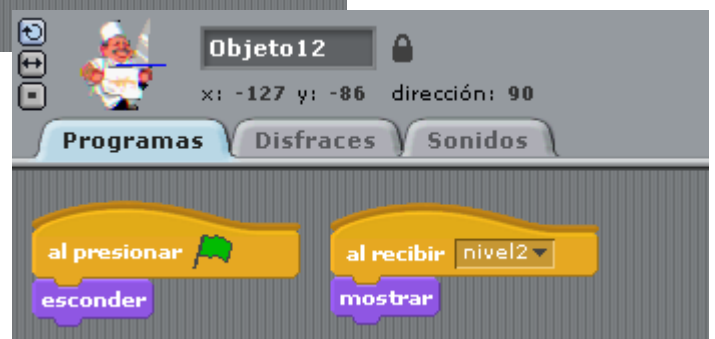 Objeto12
x: -127 y: -86 dirección: 90
Programas Disfraces Sonidos
al presionar al recibir nivel2
esconder mostrar